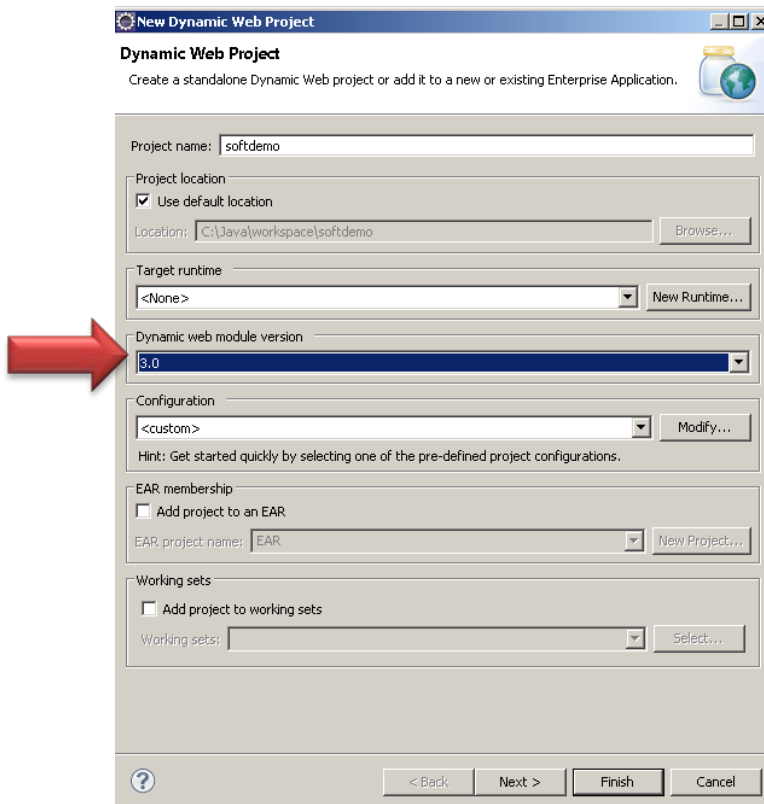 New Dynamic Web Project
Dynamic Web Project
Create a standalone Dynamic Web project or add it to a new or existing Enterprise Application.
Project name: softdemo
Project location
Use default location
Location: C:\Java\workspace\softdemo Browse...
Target runtime
<None> New Runtime...
Dynamic web module version
3.0
Configuration
<custom> Modify...
Hint: Get started quickly by selecting one of the pre-defined project configurations.
EAR membership
Add project to an EAR
EAR project name: EAR New Project...
Working sets
Add project to working sets
Working sets: Select...
? < Back Next > Finish Cancel